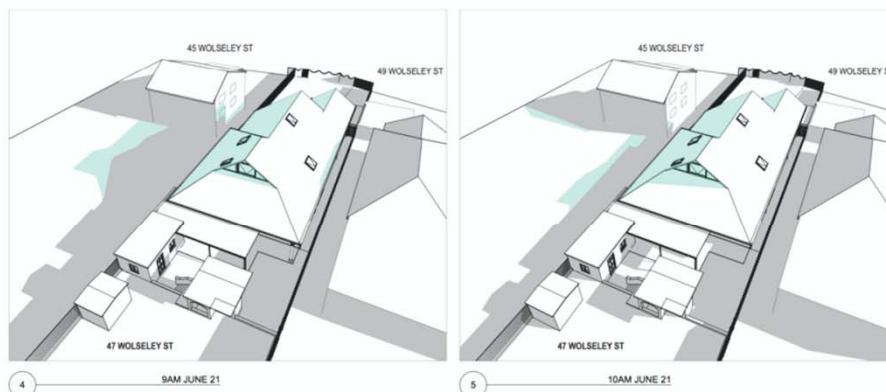 45 WOLSELEY ST
49 WOLSELEY ST
47 WOLSELEY ST
4
9AM JUNE 21
45 WOLSELEY ST
49 WOLSELEY S
47 WOLSELEY ST
5
10AM JUNE 21